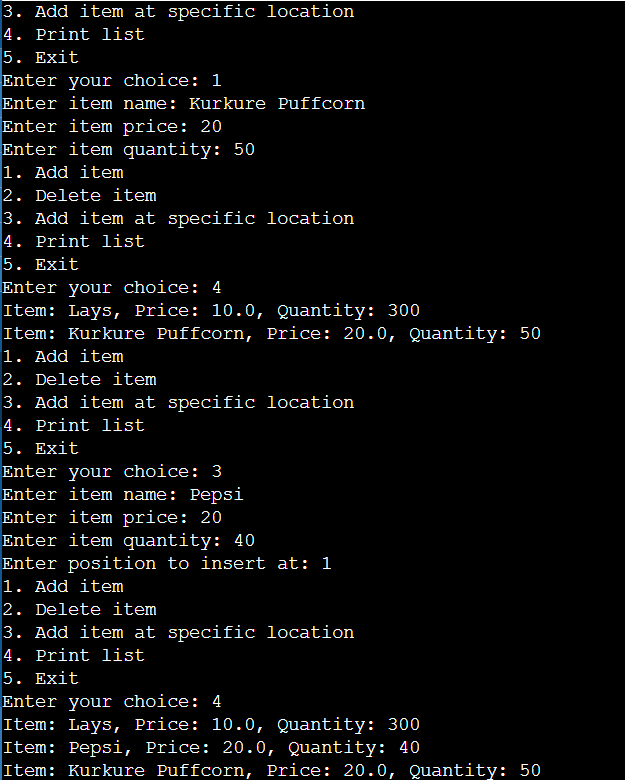 3. Add item at specific location
4. Print list
5. Exit
Enter your choice: 1
Enter item name: Kurkure Puffcorn
Enter item price: 20
Enter item quantity: 50
1. Add item
2. Delete item
3. Add item at specific location
4. Print list
5. Exit
Enter your choice: 4
Item: Lays, Price: 10.0, Quantity: 300
Item: Kurkure Puffcorn, Price: 20.0, Quantity: 50
1. Add item
2. Delete item
3. Add item at specific location
4. Print list
5. Exit
Enter your choice: 3
Enter item name: Pepsi
Enter item price: 20
Enter item quantity: 40
Enter position to insert at: 1
1. Add item
2. Delete item
3. Add item at specific location
4. Print list
5. Exit
Enter your choice: 4
Item: Lays, Price: 10.0, Quantity: 300
Item: Pepsi, Price: 20.0, Quantity: 40
Item: Kurkure Puffcorn, Price: 20.0, Quantity: 50